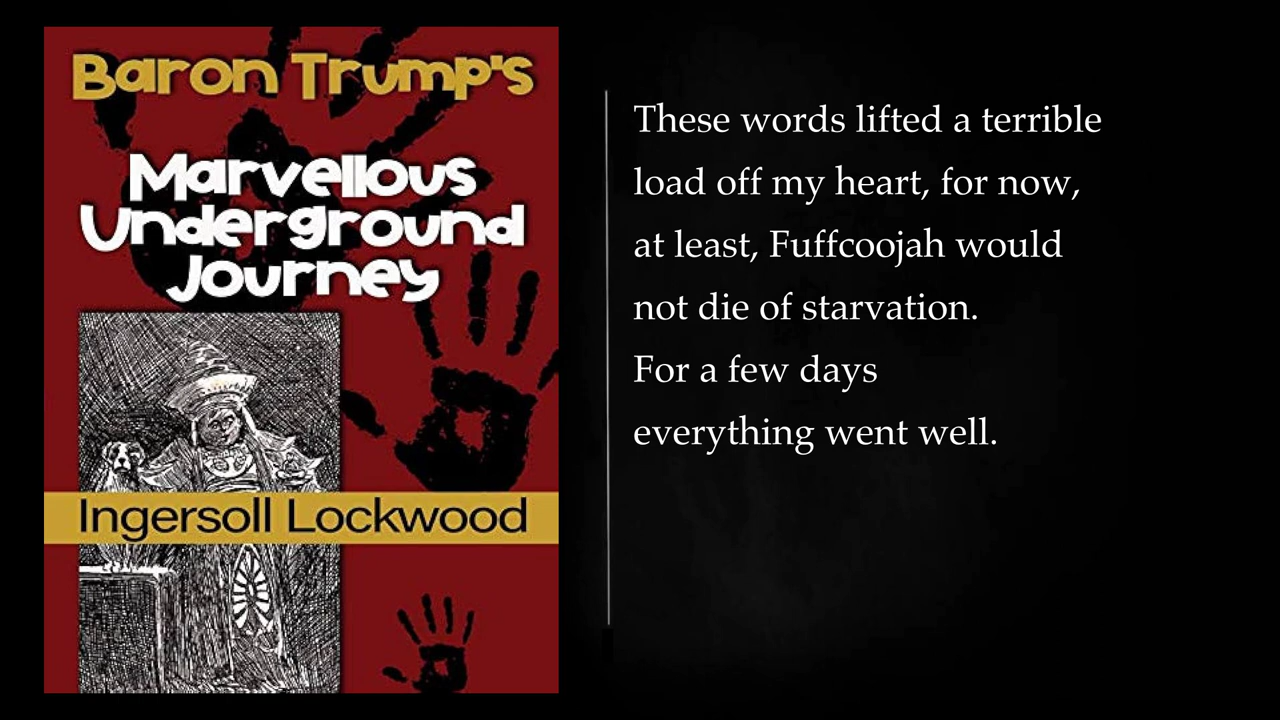 Baron Trump's
Marvellous
Underground
Journey
Ingersoll Lockwood
These words lifted a terrible
load off my heart, for now,
at least, Fuffcoojah would
not die of starvation.
For a few days
everything went well.